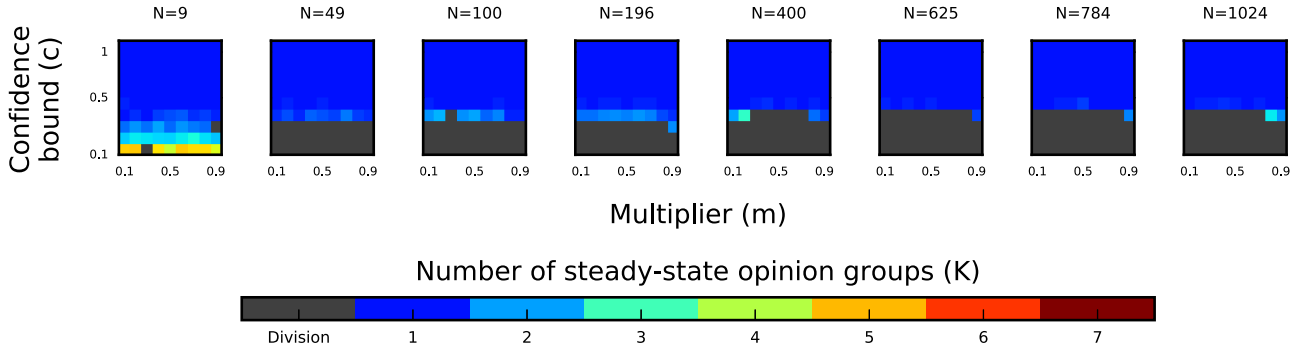 N=9 N=49 N=100 N=196 N=400 N=625 N=784 N=1024
Confidence
bound (c)
1
0.5
0.1
0.1 0.5 0.9 0.1 0.5 0.9 0.1 0.5 0.9 0.1 0.5 0.9 0.1 0.5 0.9 0.1 0.5 0.9 0.1 0.5 0.9 0.1 0.5 0.9
Multiplier (m)
Number of steady-state opinion groups (K)
Division 1 2 3 4 5 6 7